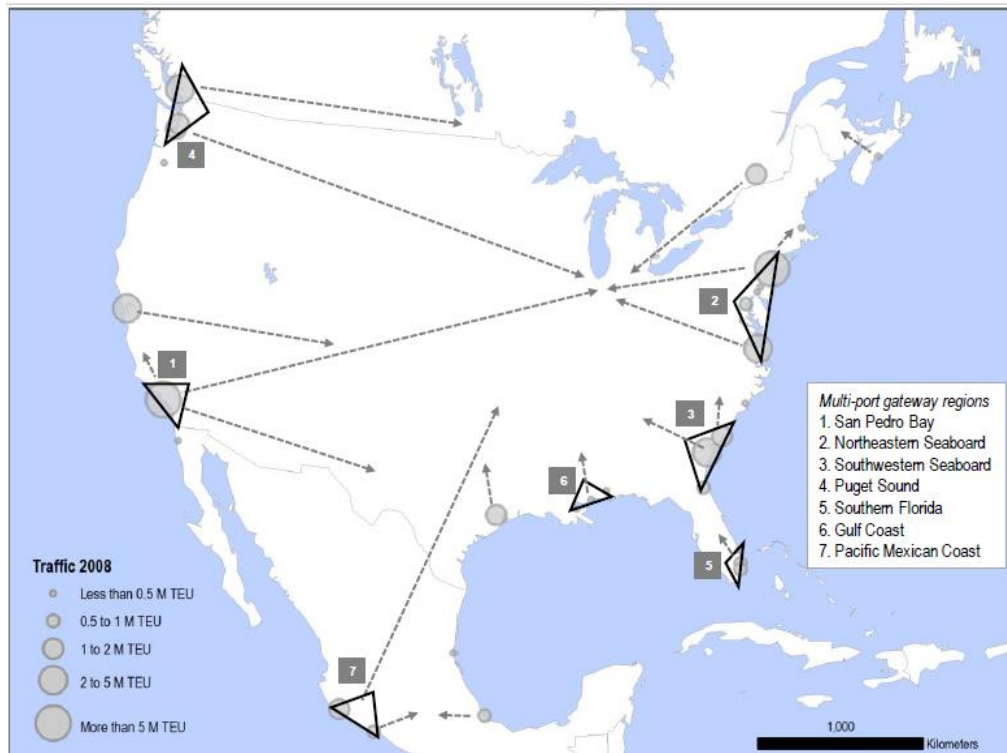 4
2
1
3
6
5
7
Multi-port gateway regions
1. San Pedro Bay
2. Northeastern Seaboard
3. Southwestern Seaboard
4. Puget Sound
5. Southern Florida
6. Gulf Coast
7. Pacific Mexican Coast
Traffic 2008
Less than 0.5 M TEU
0.5 to 1 M TEU
1 to 2 M TEU
2 to 5 M TEU
More than 5 M TEU
1,000
Kilometers